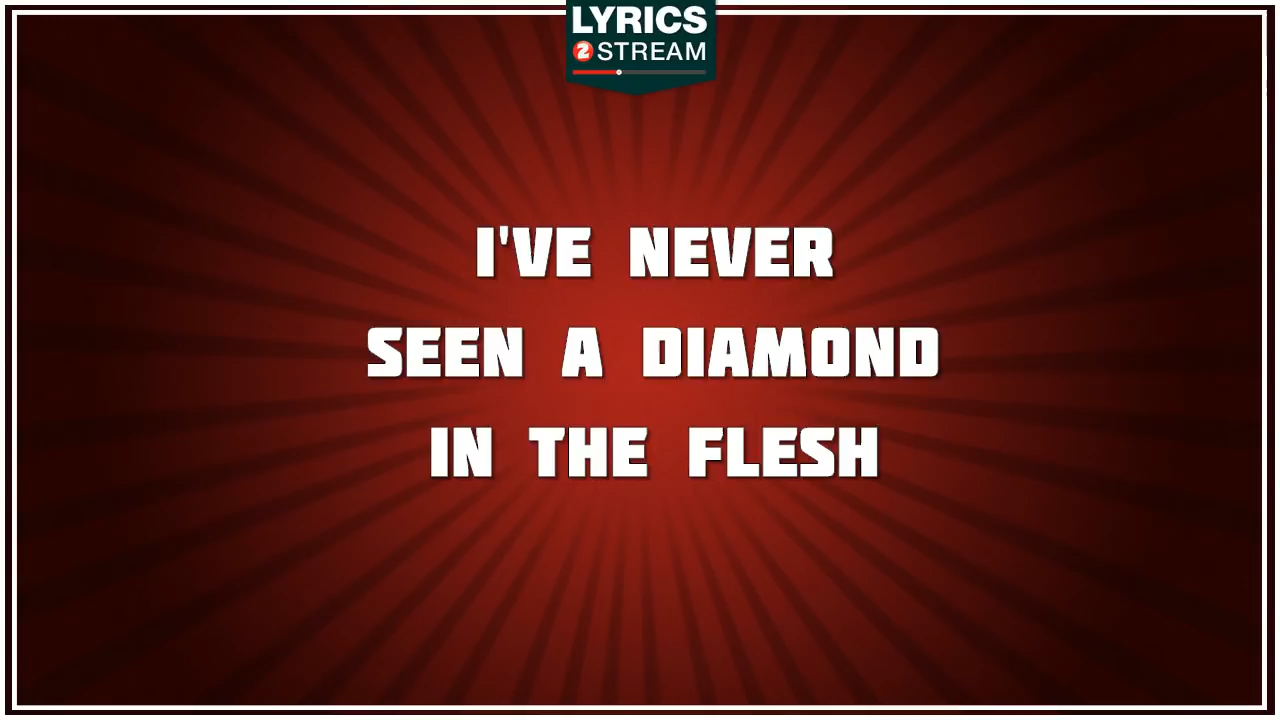 LYRICS
2 STREAM
I'VE NEVER
SEEN A DIAMOND
IN THE FLESH